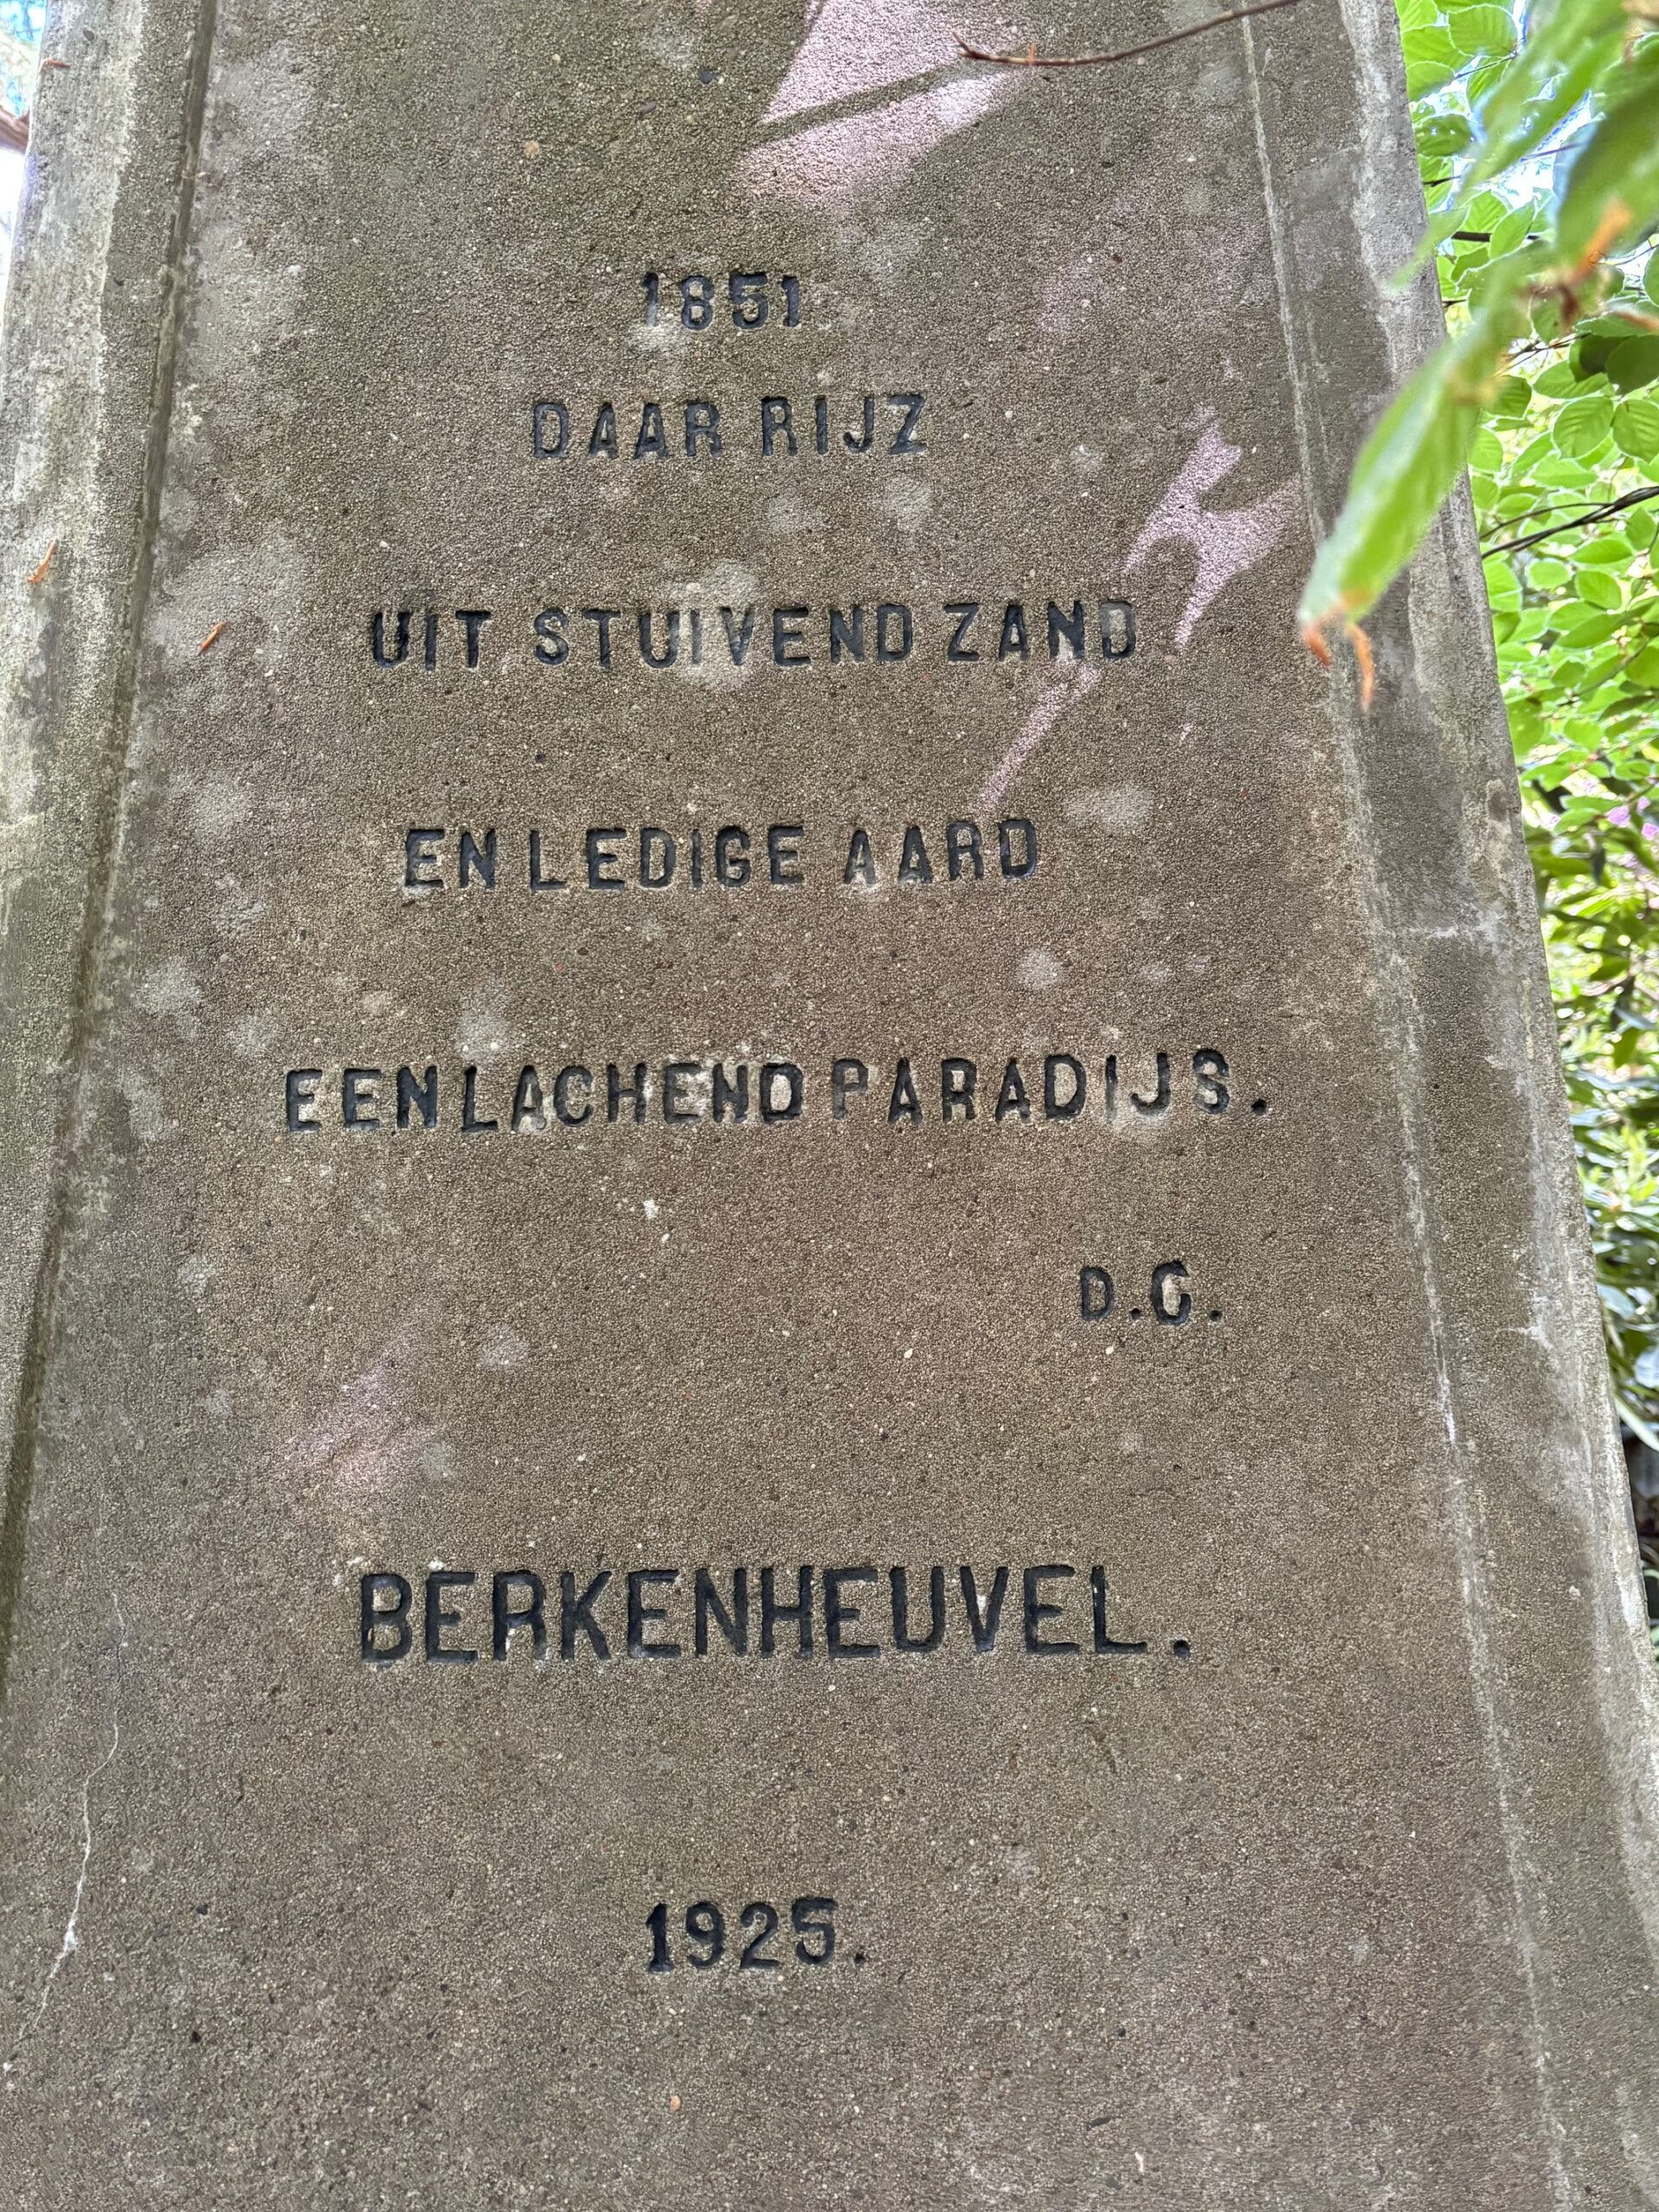 1851
DAAR RIJZ
UIT STUIVEND ZAND
EN LEDIGE AARD
EEN LACHEND PARADIJS.
D.C.
BERKENHEUVEL.
1925.